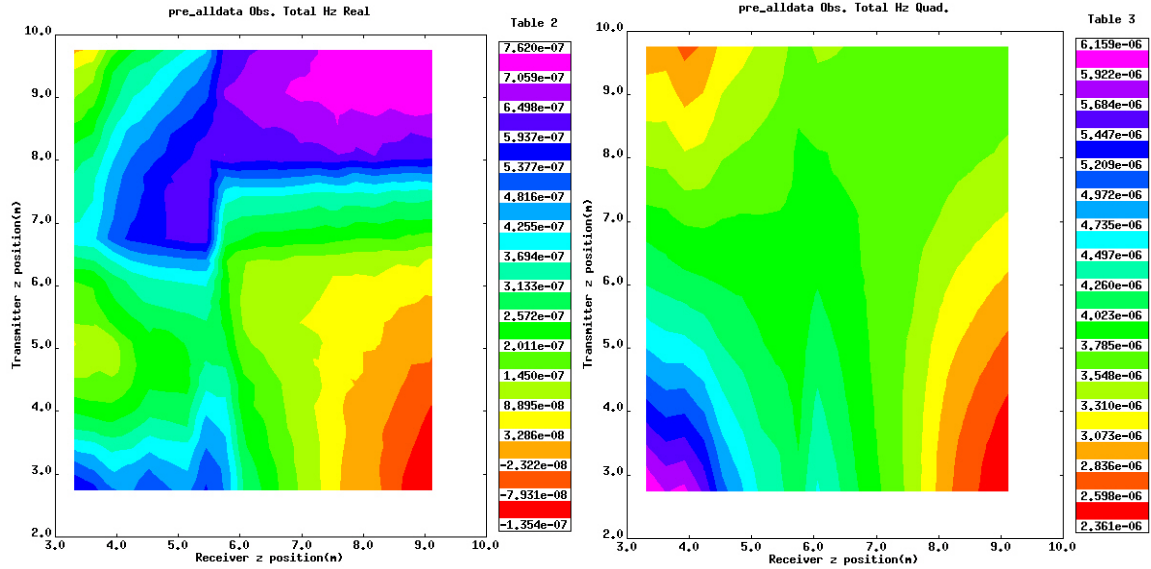 pre_alldata Obs. Total Hz Real
Table 2
7.620e-07
7.059e-07
6.498e-07
5.937e-07
5.377e-07
4.816e-07
4.255e-07
3.694e-07
3.133e-07
2.572e-07
2.011e-07
1.450e-07
8.895e-08
3.286e-08
-2.322e-08
-7.931e-08
-1.354e-07
Transmitter z position(m)
10.0
9.0
8.0
7.0
6.0
5.0
4.0
3.0
2.0
3.0 4.0 5.0 6.0 7.0 8.0 9.0 10.0
Receiver z position(m)
pre_alldata Obs. Total Hz Quad.
Table 3
6.159e-06
5.922e-06
5.684e-06
5.447e-06
5.209e-06
4.972e-06
4.735e-06
4.497e-06
4.260e-06
4.023e-06
3.785e-06
3.548e-06
3.310e-06
3.073e-06
2.836e-06
2.598e-06
2.361e-06
Transmitter z position(m)
10.0
9.0
8.0
7.0
6.0
5.0
4.0
3.0
2.0
3.0 4.0 5.0 6.0 7.0 8.0 9.0 10.0
Receiver z position(m)